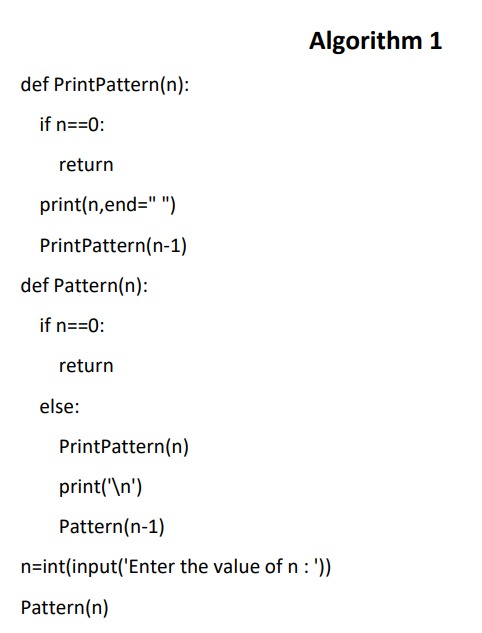 Algorithm 1
def PrintPattern(n):
if n==0:
return
print(n,end=" ")
PrintPattern(n-1)
def Pattern(n):
if n==0:
return
else:
PrintPattern(n)
print('\n')
Pattern(n-1)
n=int(input('Enter the value of n : '))
Pattern(n)